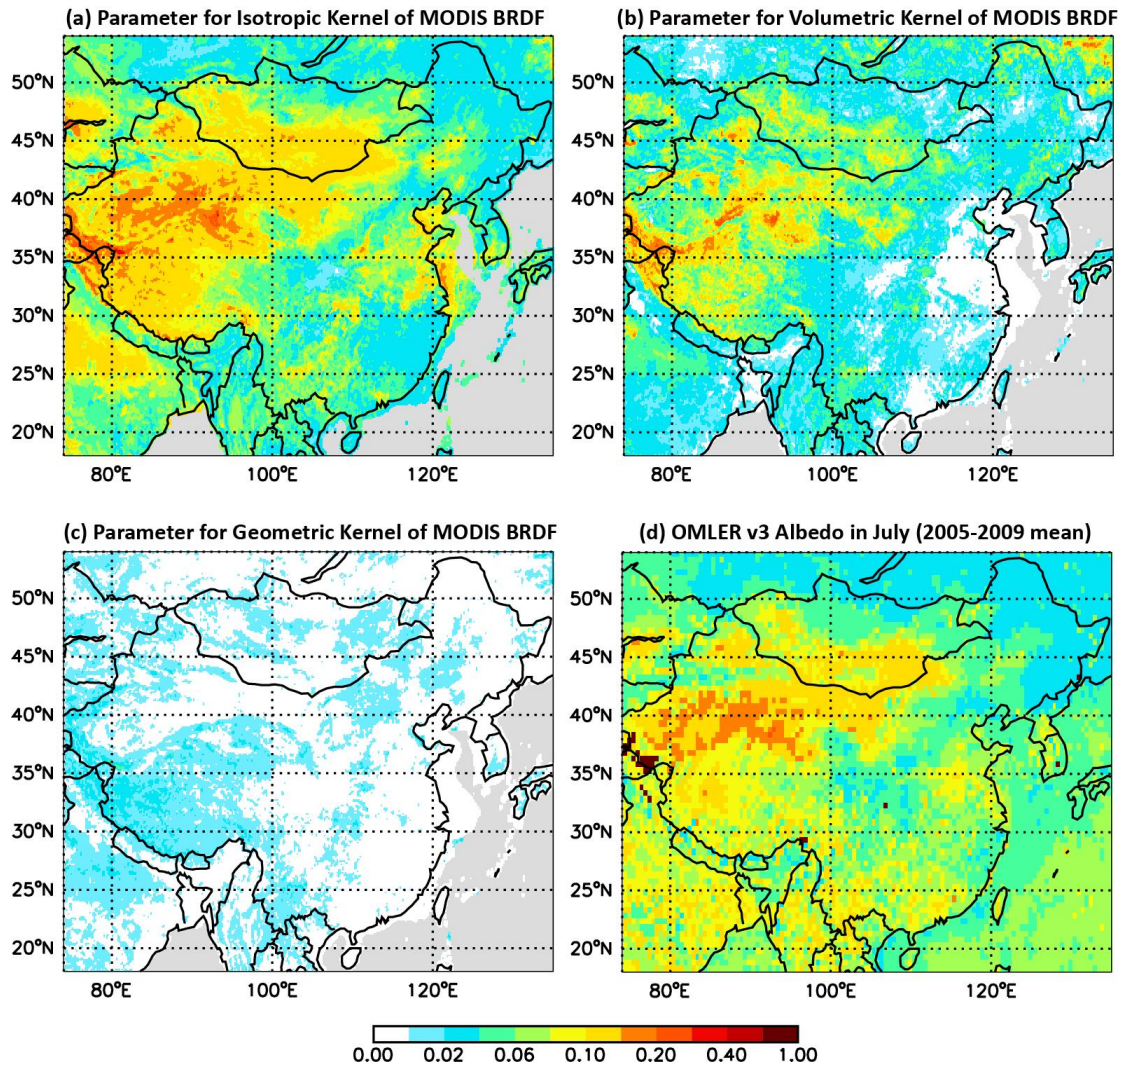 (a) Parameter for Isotropic Kernel of MODIS BRDF
(b) Parameter for Volumetric Kernel of MODIS BRDF
50°N
45°N
40°N
35°N
30°N
25°N
20°N
80°E 100°E 120°E
50°N
45°N
40°N
35°N
30°N
25°N
20°N
80°E 100°E 120°E
(c) Parameter for Geometric Kernel of MODIS BRDF
(d) OMLER v3 Albedo in July (2005-2009 mean)
50°N
45°N
40°N
35°N
30°N
25°N
20°N
80°E 100°E 120°E
50°N
45°N
40°N
35°N
30°N
25°N
20°N
80°E 100°E 120°E
0.00 0.02 0.06 0.10 0.20 0.40 1.00